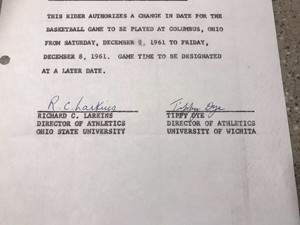 THIS RIDER AUTHORIZES A CHANGE IN DATE FOR THE
BASKETBALL GAME TO BE PLAYED AT COLUMBUS, OHIO
FROM SATURDAY, DECEMBER 9, 1961 TO FRIDAY,
DECEMBER 8, 1961. GAME TIME TO BE DESIGNATED
AT A LATER DATE.
R.C. Larkins Tippy Dye
RICHARD C. LARKINS TIPPY DYE
DIRECTOR OF ATHLETICS DIRECTOR OF ATHLETICS
OHIO STATE UNIVERSITY UNIVERSITY OF WICHITA